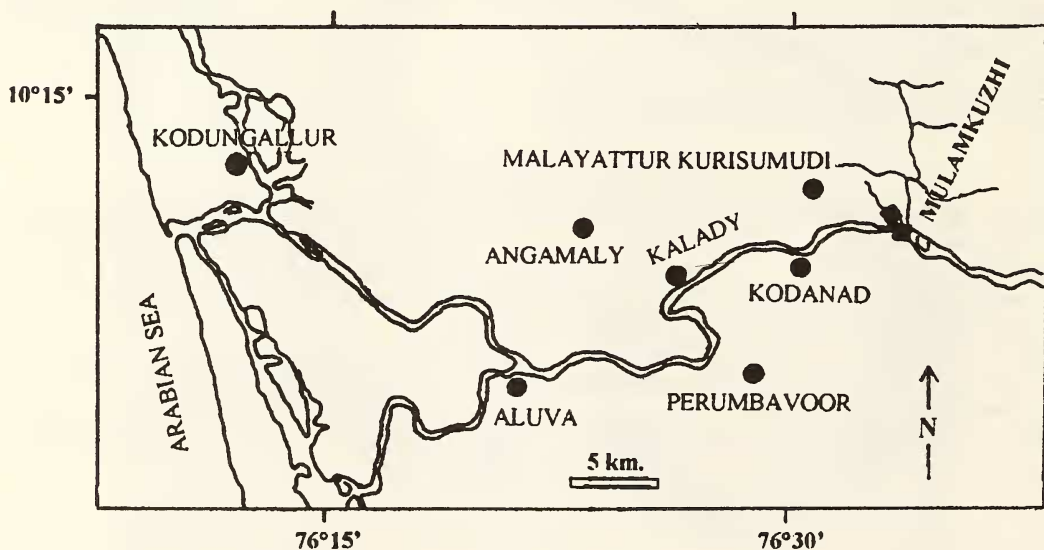 10°15'
KODUNGALLUR
MALAYATTUR KURISUMUDI
MULAMKUZHI
ANGAMALY
KALADY
KODANAD
ARABIAN SEA
ALUVA
PERUMBAVOOR
N
5 km.
76°15'
76°30'